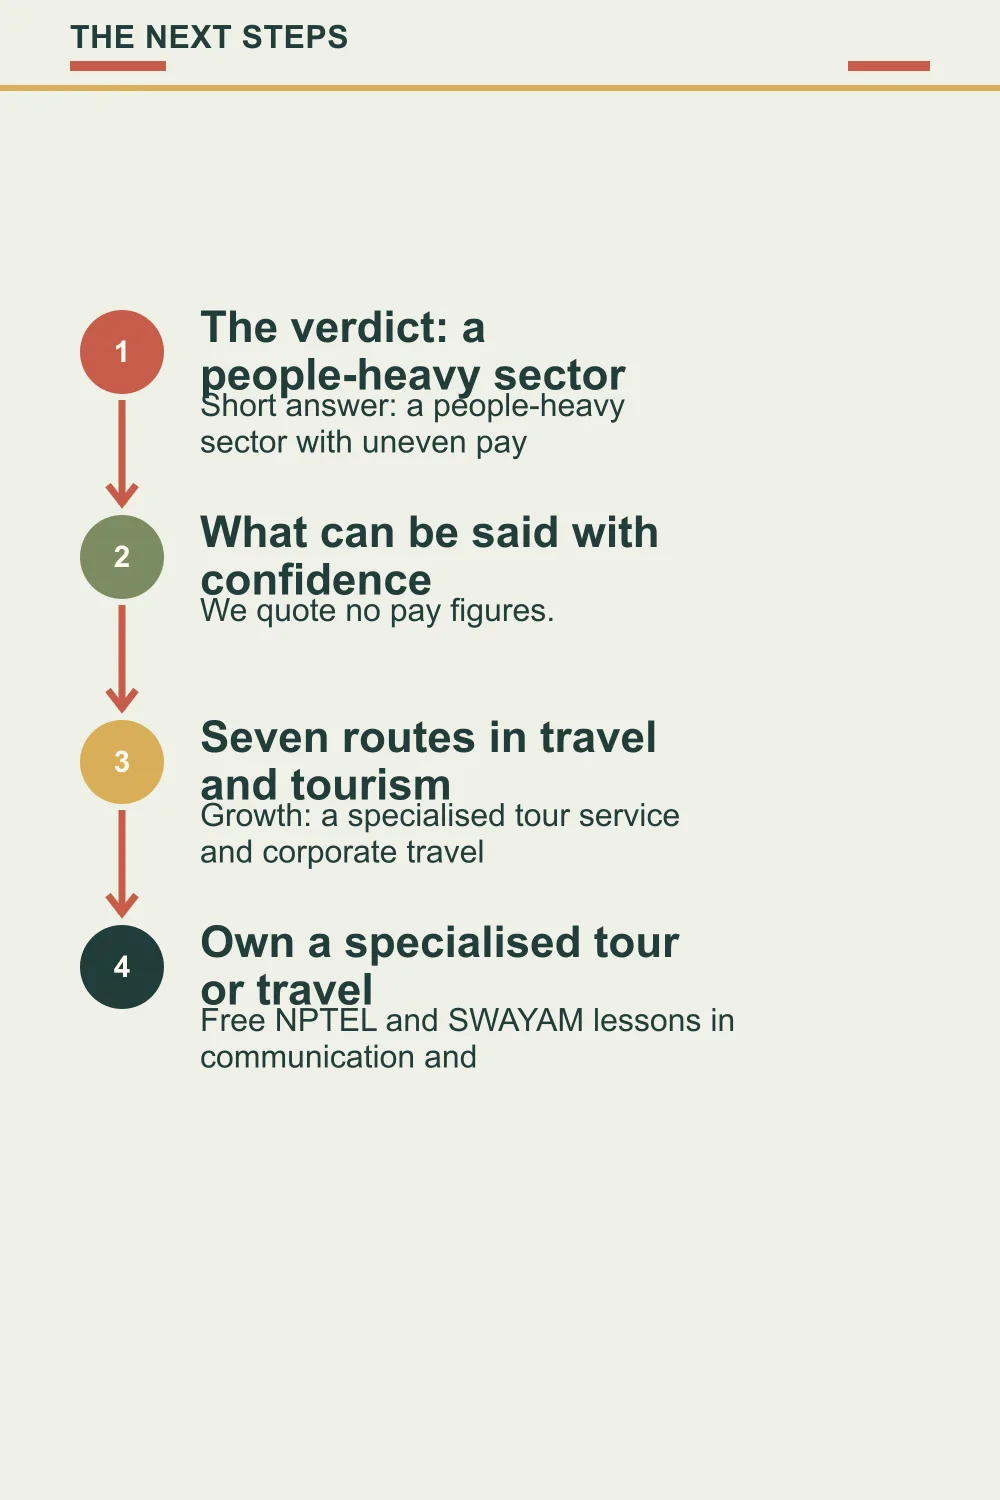 THE NEXT STEPS
1
The verdict: a
people-heavy sector
Short answer: a people-heavy
sector with uneven pay
2
What can be said with
confidence
We quote no pay figures.
3
Seven routes in travel
and tourism
Growth: a specialised tour service
and corporate travel
4
Own a specialised tour
or travel
Free NPTEL and SWAYAM lessons in
communication and